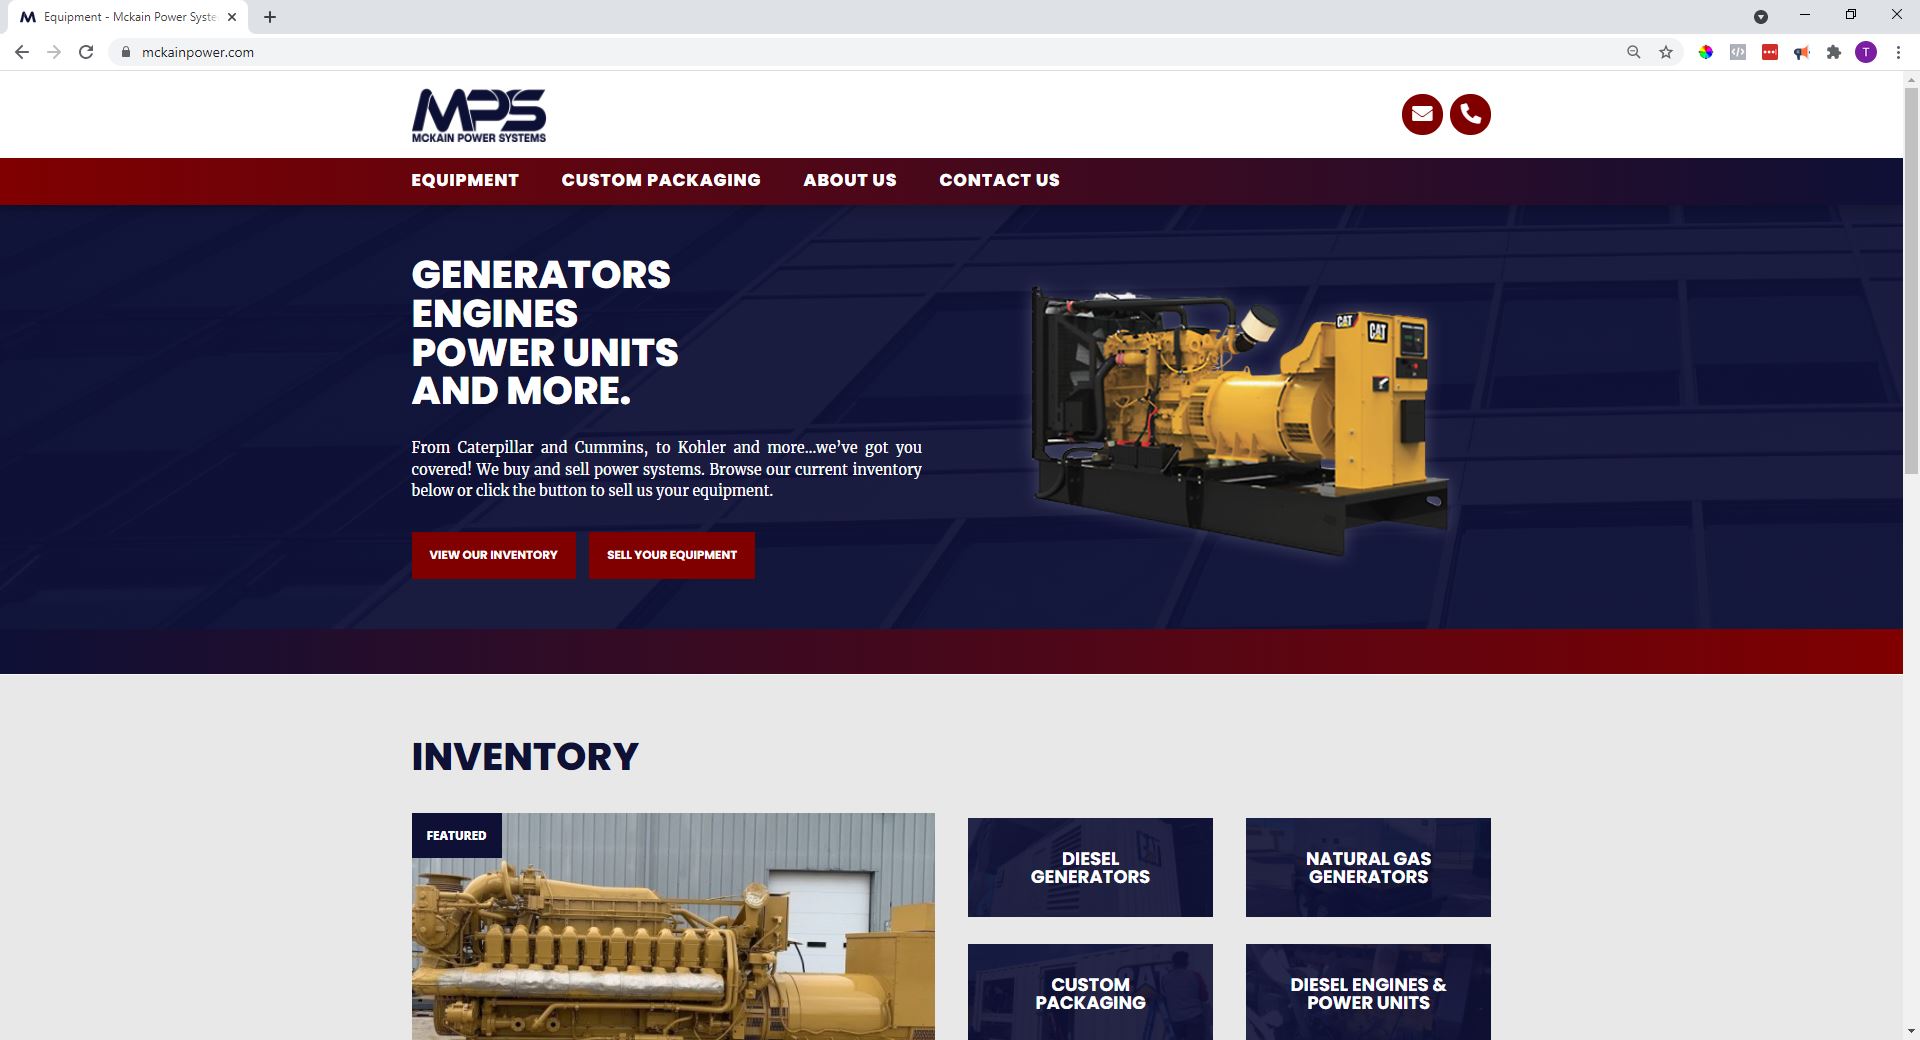 Equipment - Mckain Power Syste
mckainpower.com
T
MPS
MCKAIN POWER SYSTEMS
EQUIPMENT
CUSTOM PACKAGING
ABOUT US
CONTACT US
GENERATORS
ENGINES
POWER UNITS
AND MORE.
From Caterpillar and Cummins, to Kohler and more...we've got you
covered! We buy and sell power systems. Browse our current inventory
below or click the button to sell us your equipment.
VIEW OUR INVENTORY
SELL YOUR EQUIPMENT
CAT
CAT
INVENTORY
FEATURED
DIESEL
GENERATORS
NATURAL GAS
GENERATORS
CUSTOM
PACKAGING
DIESEL ENGINES &
POWER UNITS